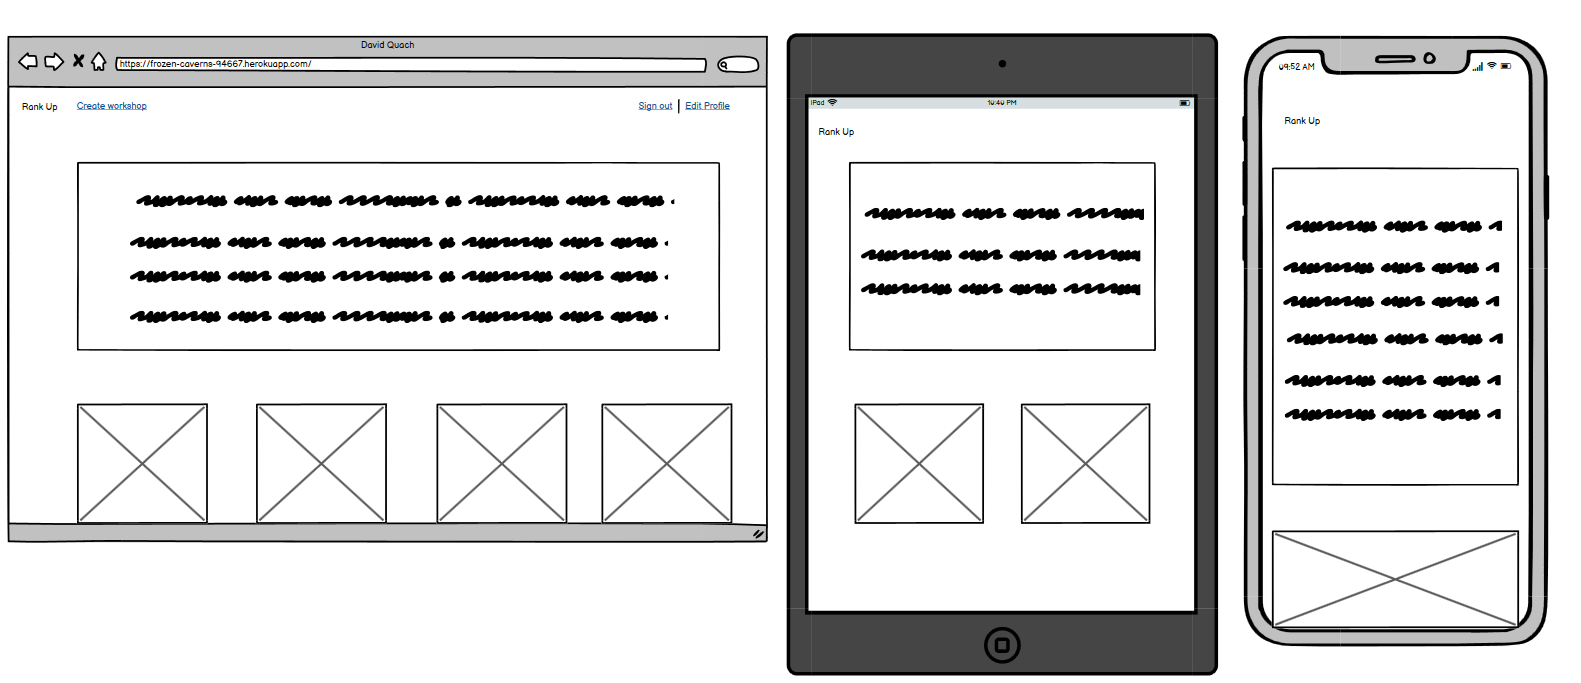 David Quach
https://frozen-caverns-94667.herokuapp.com/
Rank Up Create workshop Sign out Edit Profile
iPad 10:40 PM
Rank Up
09:52 AM
Rank Up